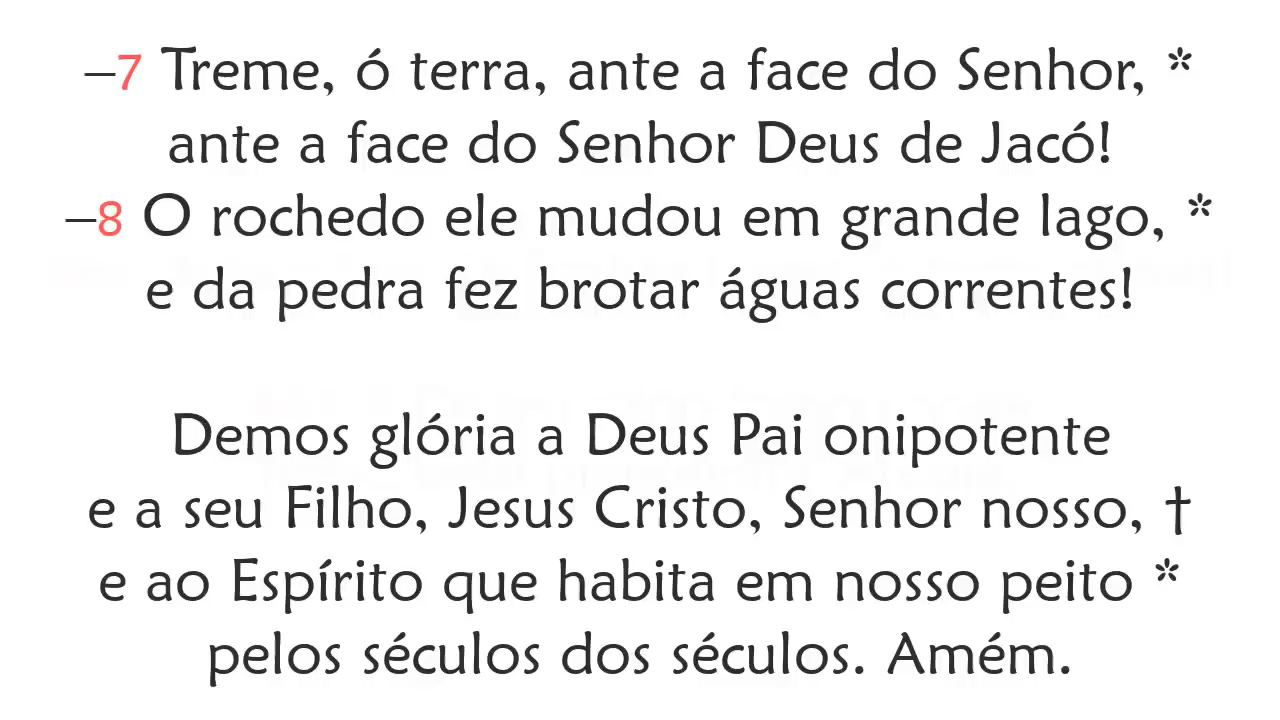 –7 Treme, ó terra, ante a face do Senhor, *
ante a face do Senhor Deus de Jacó!
–8 O rochedo ele mudou em grande lago, *
e da pedra fez brotar águas correntes!
Demos glória a Deus Pai onipotente
e a seu Filho, Jesus Cristo, Senhor nosso, †
e ao Espírito que habita em nosso peito *
pelos séculos dos séculos. Amém.